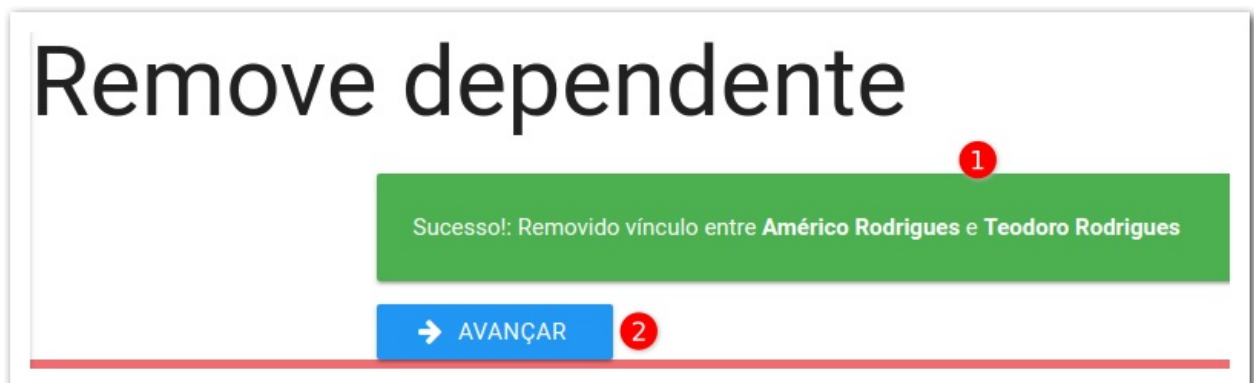 Remove dependente
1
Sucesso!: Removido vínculo entre Américo Rodrigues e Teodoro Rodrigues
AVANÇAR 2